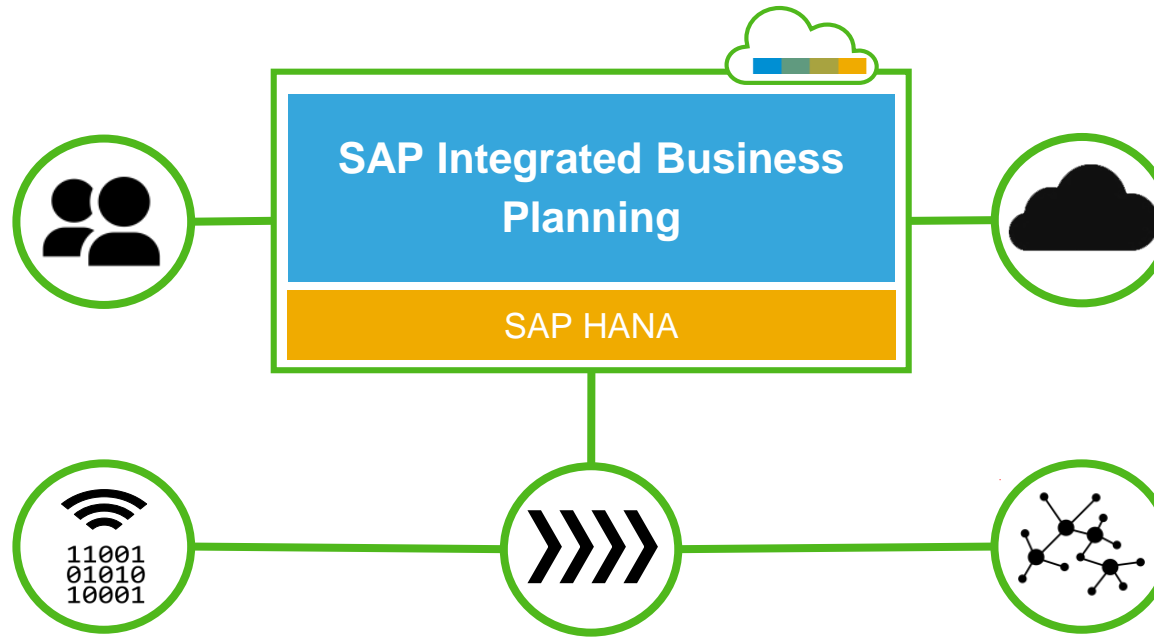 SAP Integrated Business
Planning
SAP HANA
11001
01010
10001